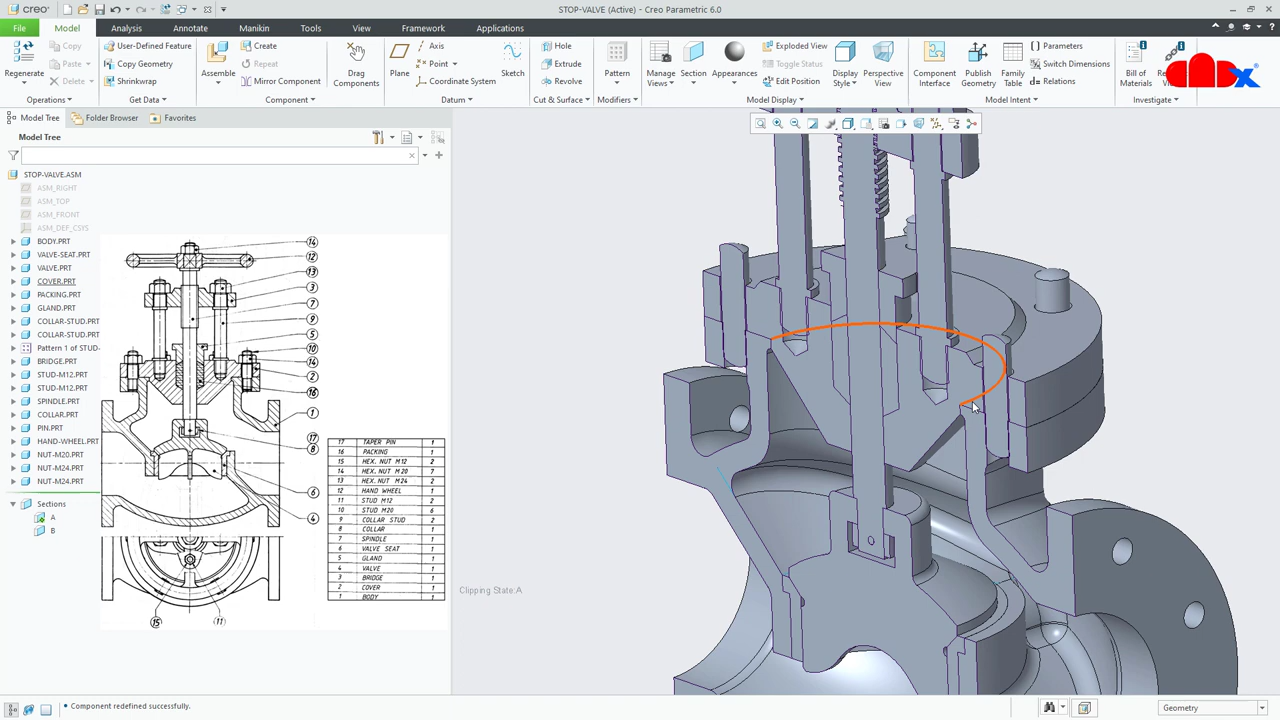 creo
STOP-VALVE (Active) - Creo Parametric 6.0
File Model Analysis Annotate Manikin Tools View Framework Applications
Regenerate
Copy
Paste
Delete
Operations
User-Defined Feature
Copy Geometry
Shrinkwrap
Get Data
Assemble
Create
Repeat
Mirror Component
Component
Drag Components
Plane
Axis
Point
Coordinate System
Sketch
Datum
Hole
Extrude
Revolve
Cut & Surface
Pattern
Modifiers
Manage Views
Section
Appearances
Exploded View
Toggle Status
Edit Position
Display Style
Perspective View
Model Display
Component Interface
Publish Geometry
Family Table
Parameters
Switch Dimensions
Relations
Model Intent
Bill of Materials
Investigate
CADX
Model Tree Folder Browser Favorites
Model Tree
STOP-VALVE.ASM
ASM_RIGHT
ASM_TOP
ASM_FRONT
ASM_DEF_CSYS
BODY.PRT
VALVE-SEAT.PRT
VALVE.PRT
COVER.PRT
PACKING.PRT
GLAND.PRT
COLLAR-STUD.PRT
COLLAR-STUD.PRT
Pattern 1 of STUD-
BRIDGE.PRT
STUD-M12.PRT
STUD-M12.PRT
SPINDLE.PRT
COLLAR.PRT
PIN.PRT
HAND-WHEEL.PRT
NUT-M20.PRT
NUT-M24.PRT
NUT-M24.PRT
Sections
A
B
14
12
13
3
7
9
5
10
14
2
16
1
17
8
6
4
15 11
17 TAPER PIN 1
16 PACKING 1
15 HEX. NUT M12 2
14 HEX. NUT M20 7
13 HEX. NUT M24 2
12 HAND WHEEL 1
11 STUD M12 2
10 STUD M20 6
9 COLLAR STUD 2
8 COLLAR 1
7 SPINDLE 1
6 VALVE SEAT 1
5 GLAND 1
4 VALVE 1
3 BRIDGE 1
2 COVER 1
1 BODY 1
Clipping State:A
• Component redefined successfully.
Geometry